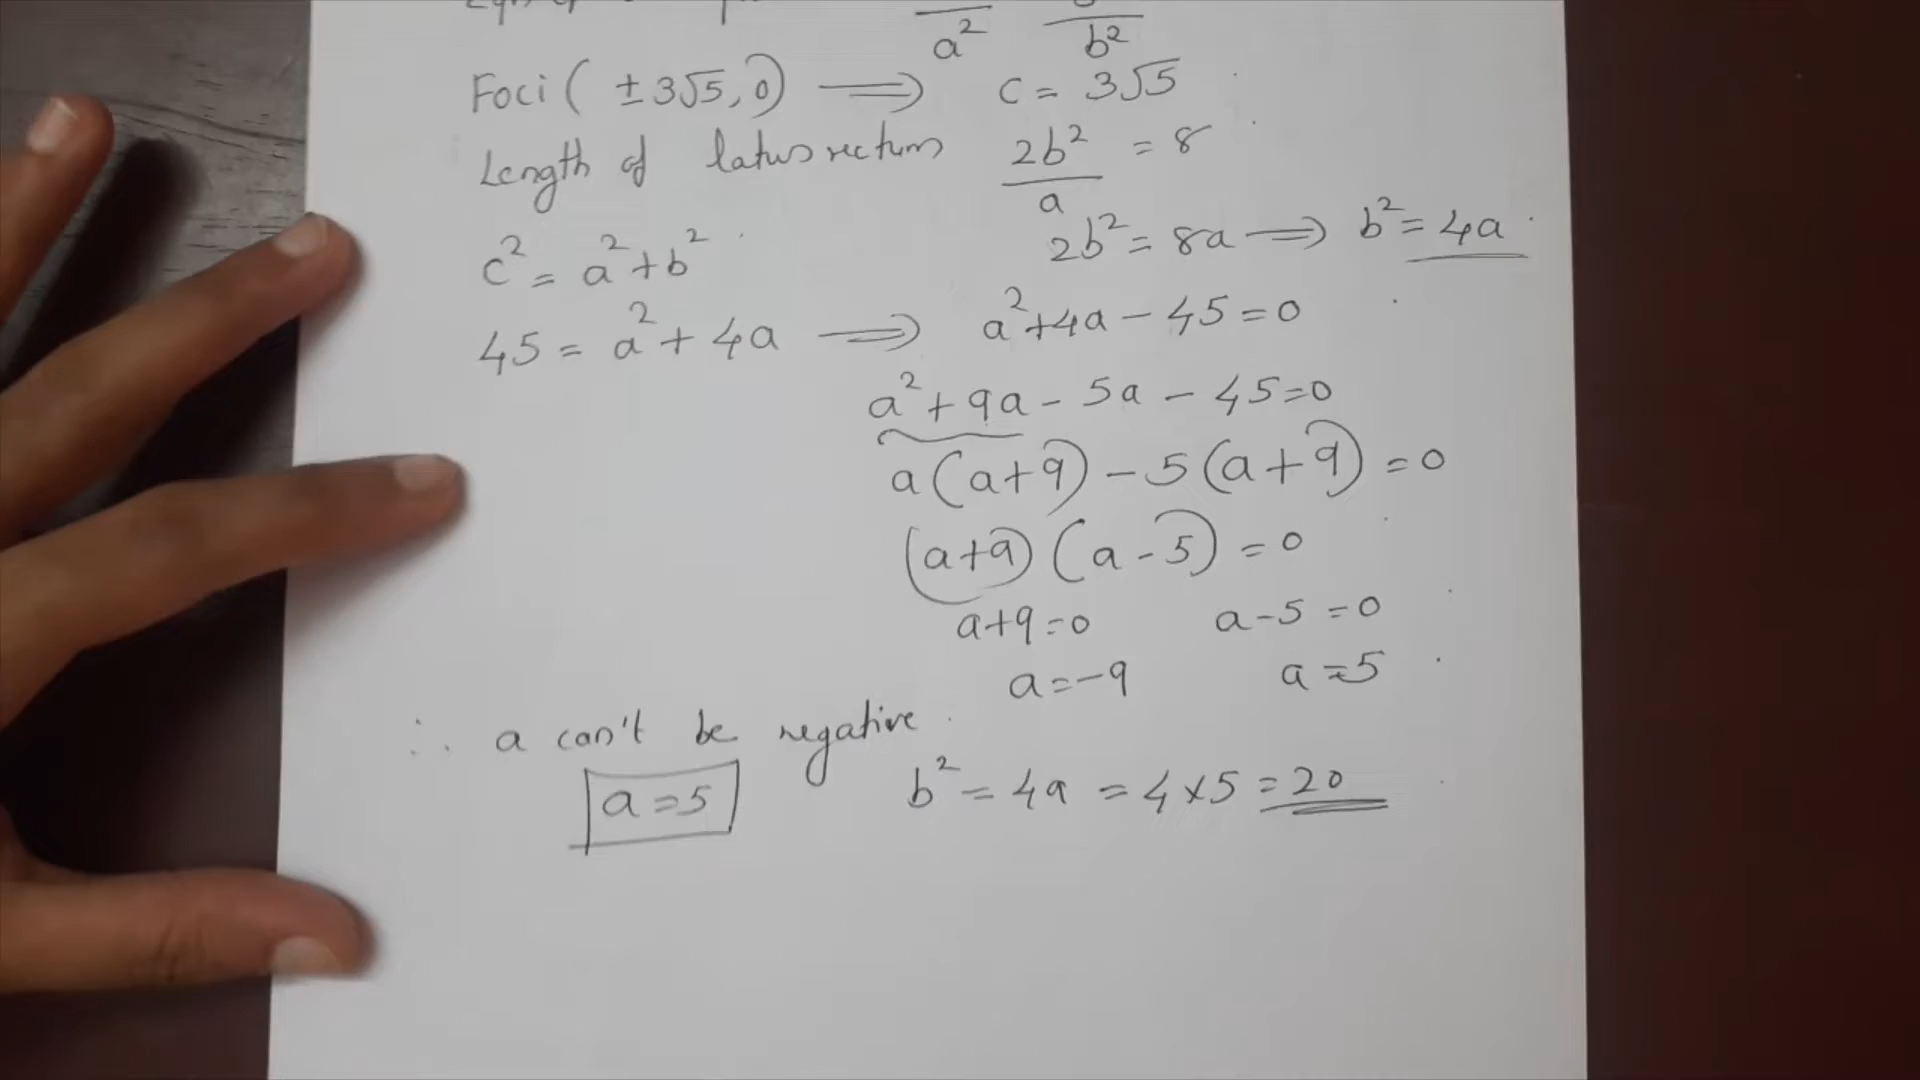 a²   b²
Foci ( ± 3√5, 0) ⟹ c = 3√5
Length of latus rectum 2b²/a = 8
2b² = 8a ⟹ b² = 4a
c² = a² + b²
45 = a² + 4a ⟹ a² + 4a − 45 = 0
a² + 9a − 5a − 45 = 0
a(a+9) − 5(a+9) = 0
(a+9) (a − 5) = 0
a+9 = 0   a − 5 = 0
a = −9   a = 5
∴ a can't be negative.
a = 5   b² = 4a = 4 × 5 = 20